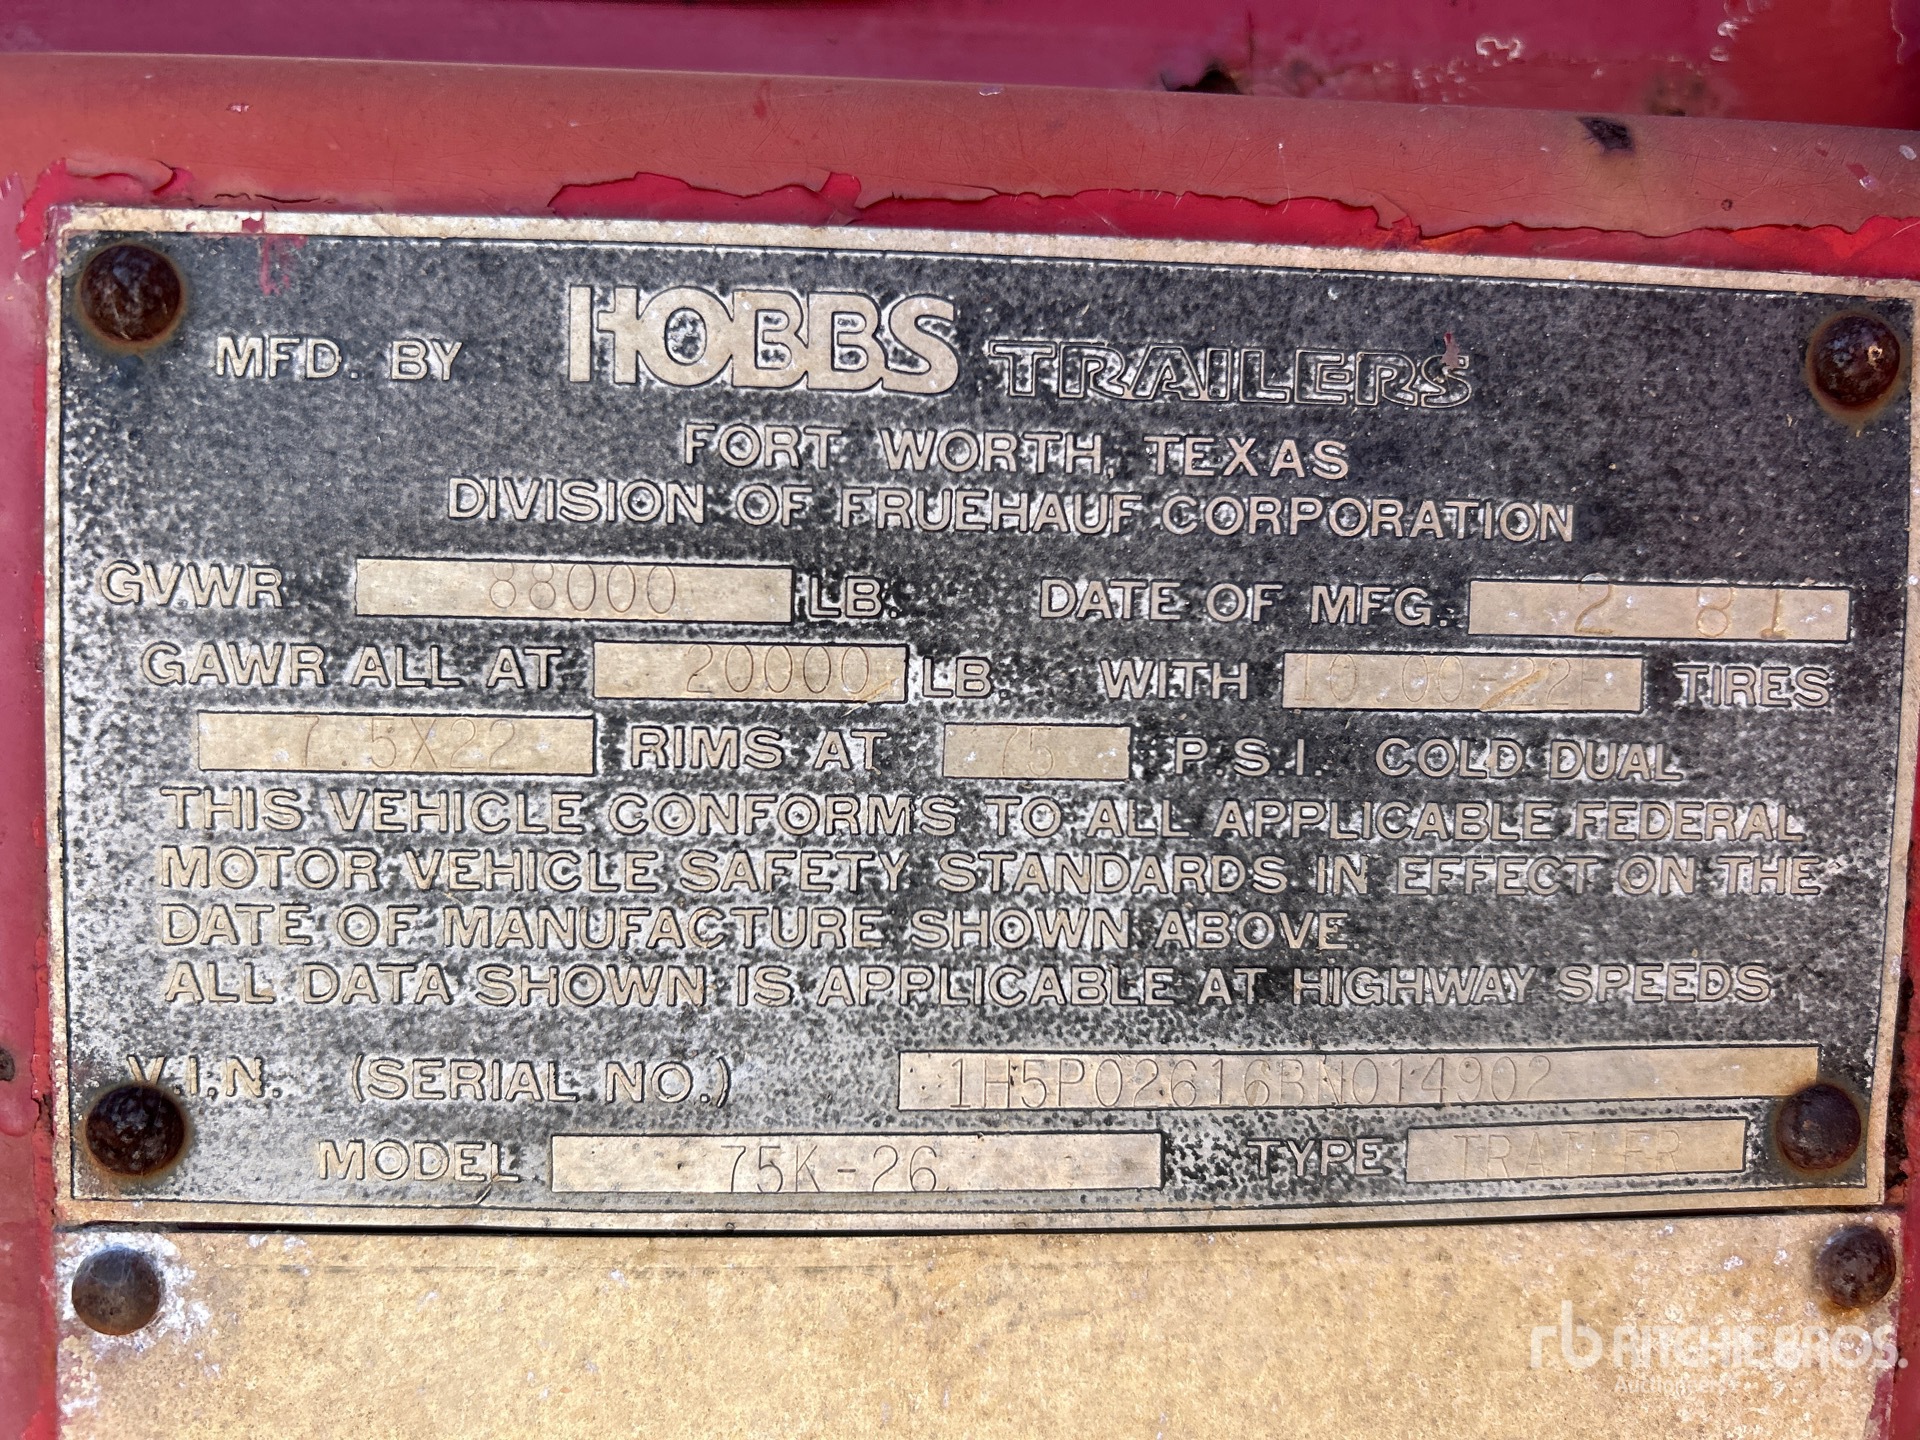 MFD. BY HOBBS TRAILERS
FORT WORTH, TEXAS
DIVISION OF FRUEHAUF CORPORATION
GVWR 88000 LB. DATE OF MFG. 2 81
GAWR ALL AT 20000 LB. WITH 10 00-22F TIRES
7 5X22 RIMS AT 75 P.S.I. COLD DUAL
THIS VEHICLE CONFORMS TO ALL APPLICABLE FEDERAL
MOTOR VEHICLE SAFETY STANDARDS IN EFFECT ON THE
DATE OF MANUFACTURE SHOWN ABOVE.
ALL DATA SHOWN IS APPLICABLE AT HIGHWAY SPEEDS
V.I.N. (SERIAL NO.) 1H5P02616BN014902
MODEL 75K-26 TYPE TRAILER
rb RITCHIE BROS.
Auctioneers